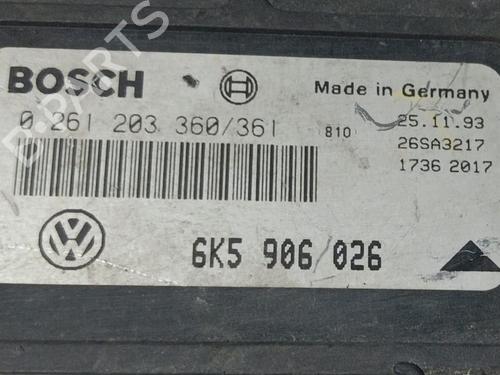 B-PARTS
BOSCH
Made in Germany
0 261 203 360/361
810
25.11.93
26SA3217
1736 2017
VW
6K5 906 026